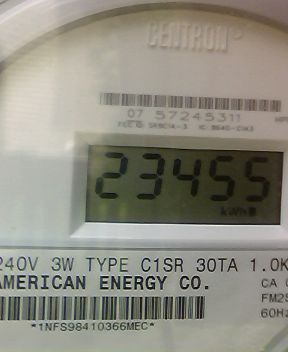 CENTRON
07 57245311
23455
kWh
240V 3W TYPE C1SR 30TA 1.0K
AMERICAN ENERGY CO.
CA
FM2S
60Hz
*1NFS98410366MEC*